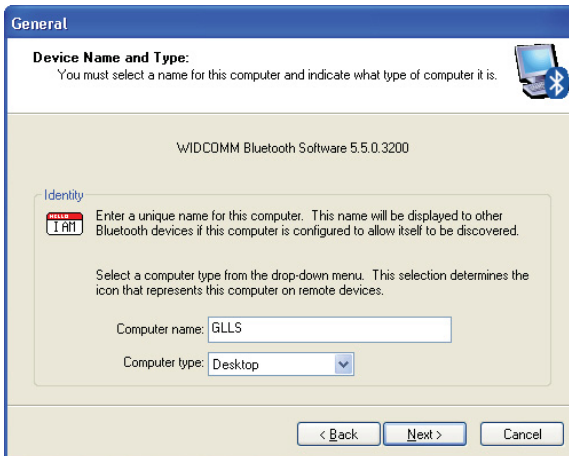 General
Device Name and Type:
You must select a name for this computer and indicate what type of computer it is.
WIDCOMM Bluetooth Software 5.5.0.3200
Identity
HELLO
I AM
Enter a unique name for this computer. This name will be displayed to other
Bluetooth devices if this computer is configured to allow itself to be discovered.
Select a computer type from the drop-down menu. This selection determines the
icon that represents this computer on remote devices.
Computer name: GLLS
Computer type: Desktop
< Back Next > Cancel